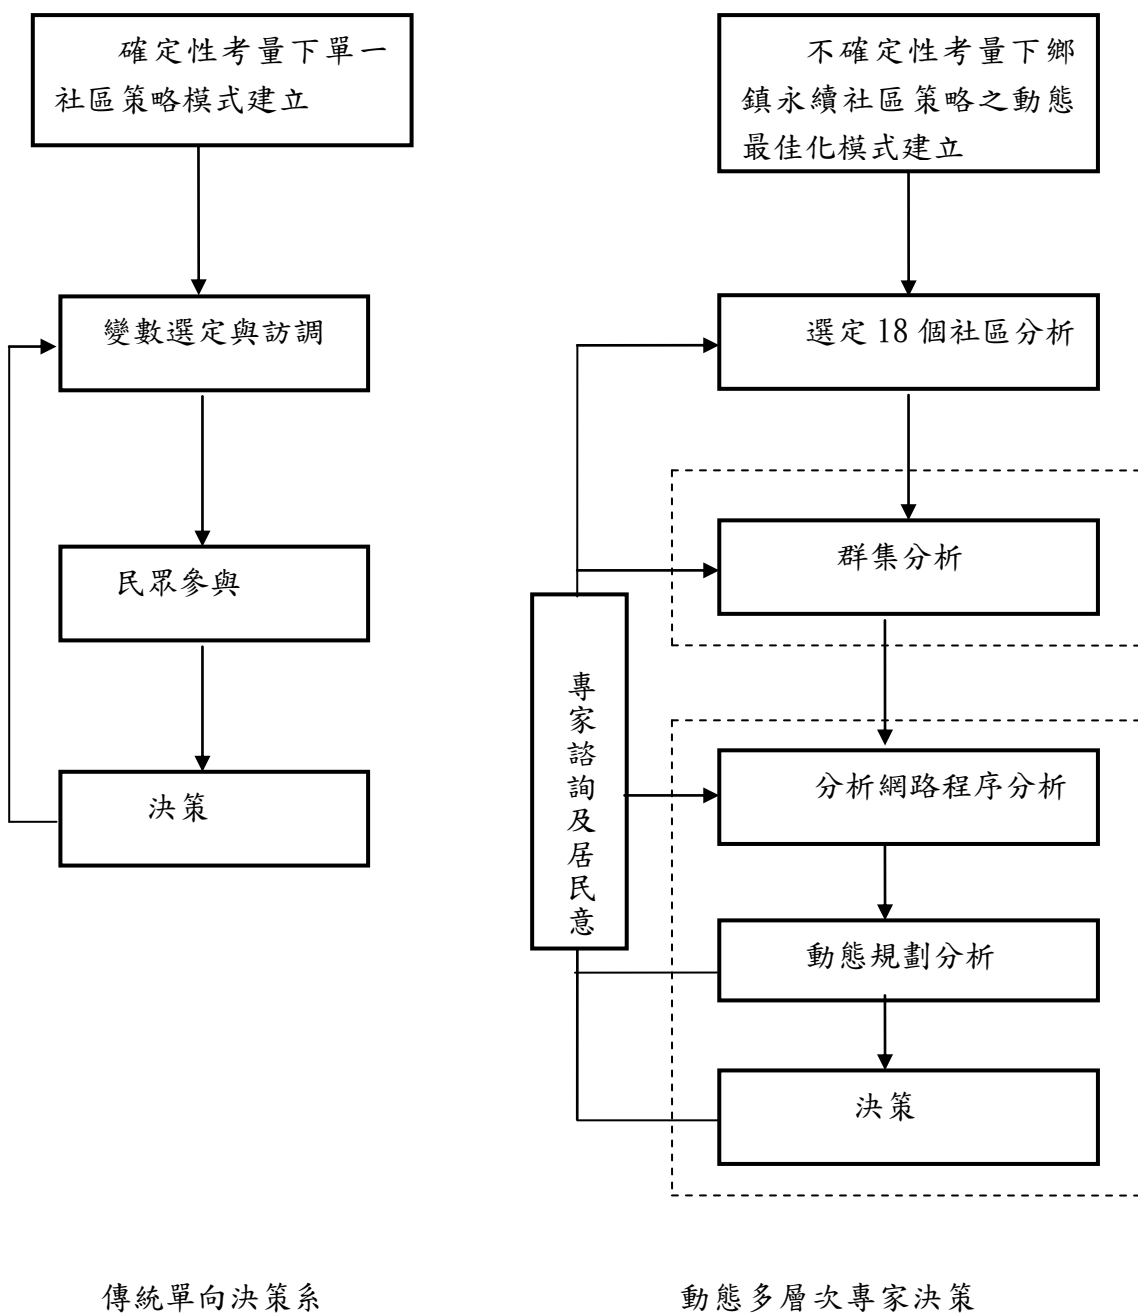 確定性考量下單一
社區策略模式建立
變數選定與訪調
民眾參與
決策
傳統單向決策系
不確定性考量下鄉
鎮永續社區策略之動態
最佳化模式建立
選定 18 個社區分析
群集分析
專家諮詢及居民意
分析網路程序分析
動態規劃分析
決策
動態多層次專家決策